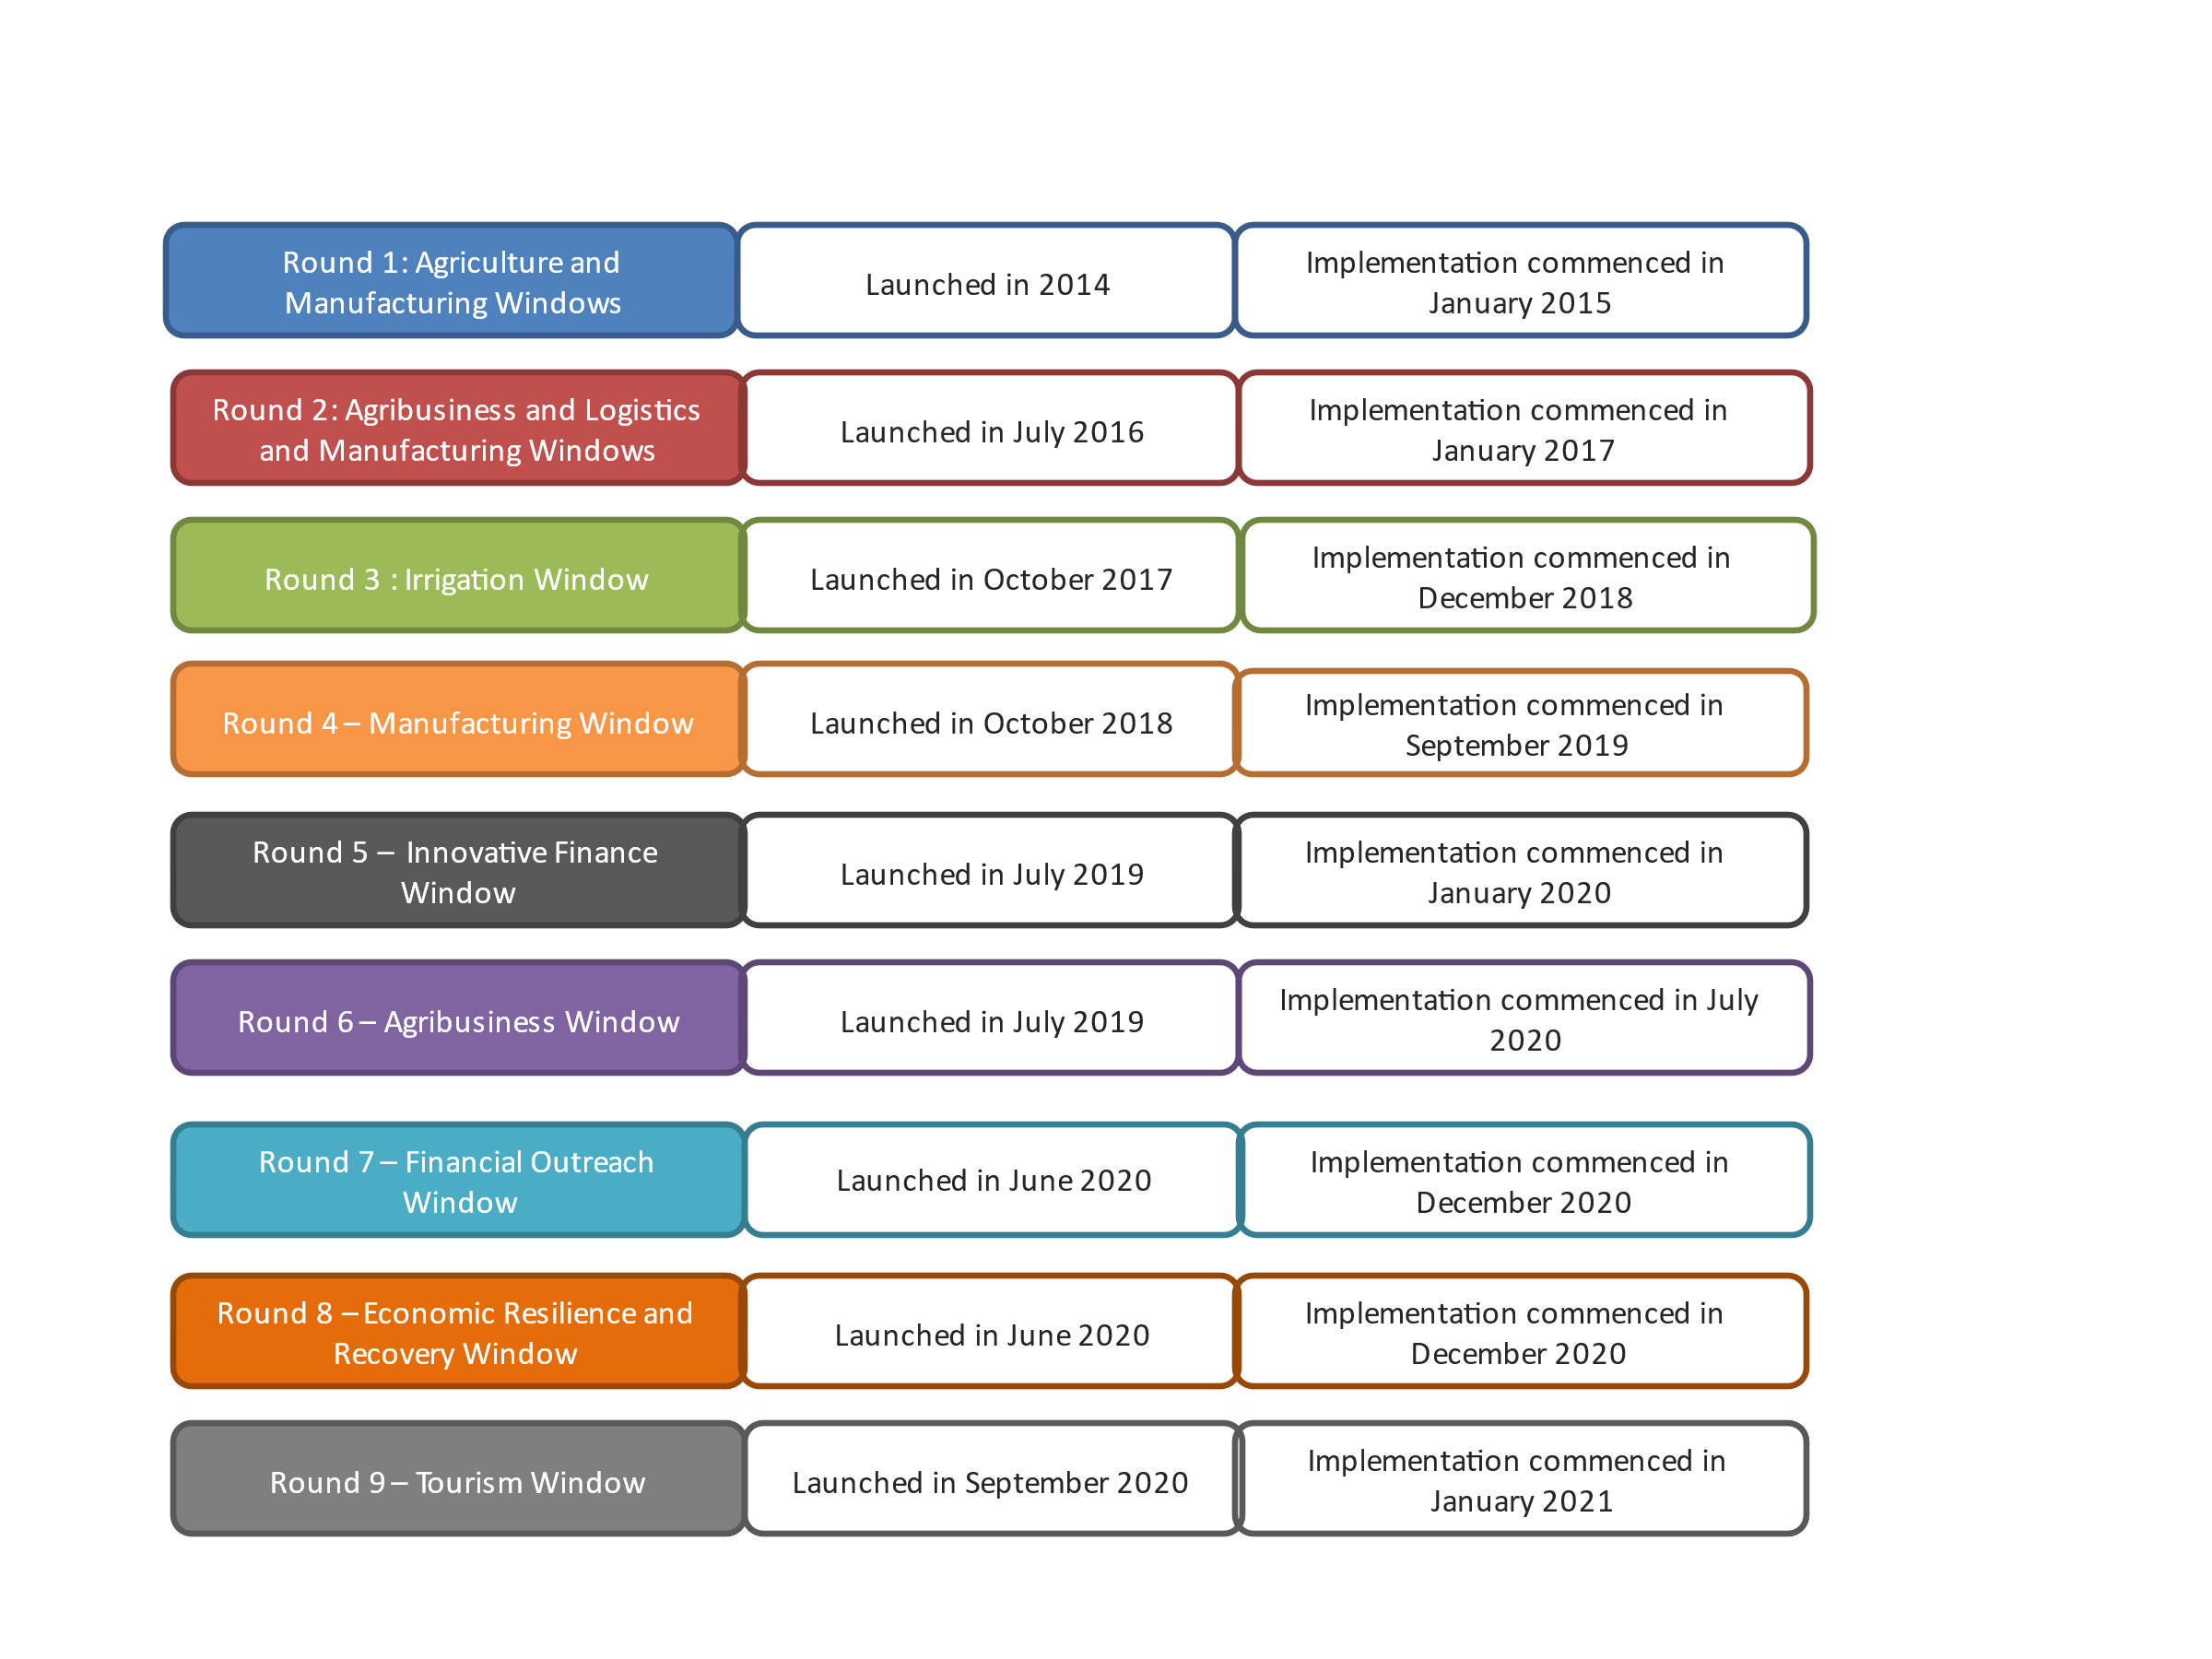 Round 1: Agriculture and
Manufacturing Windows
Launched in 2014
Implementation commenced in
January 2015
Round 2: Agribusiness and Logistics
and Manufacturing Windows
Launched in July 2016
Implementation commenced in
January 2017
Round 3 : Irrigation Window
Launched in October 2017
Implementation commenced in
December 2018
Round 4 – Manufacturing Window
Launched in October 2018
Implementation commenced in
September 2019
Round 5 – Innovative Finance
Window
Launched in July 2019
Implementation commenced in
January 2020
Round 6 – Agribusiness Window
Launched in July 2019
Implementation commenced in July
2020
Round 7 – Financial Outreach
Window
Launched in June 2020
Implementation commenced in
December 2020
Round 8 – Economic Resilience and
Recovery Window
Launched in June 2020
Implementation commenced in
December 2020
Round 9 – Tourism Window
Launched in September 2020
Implementation commenced in
January 2021